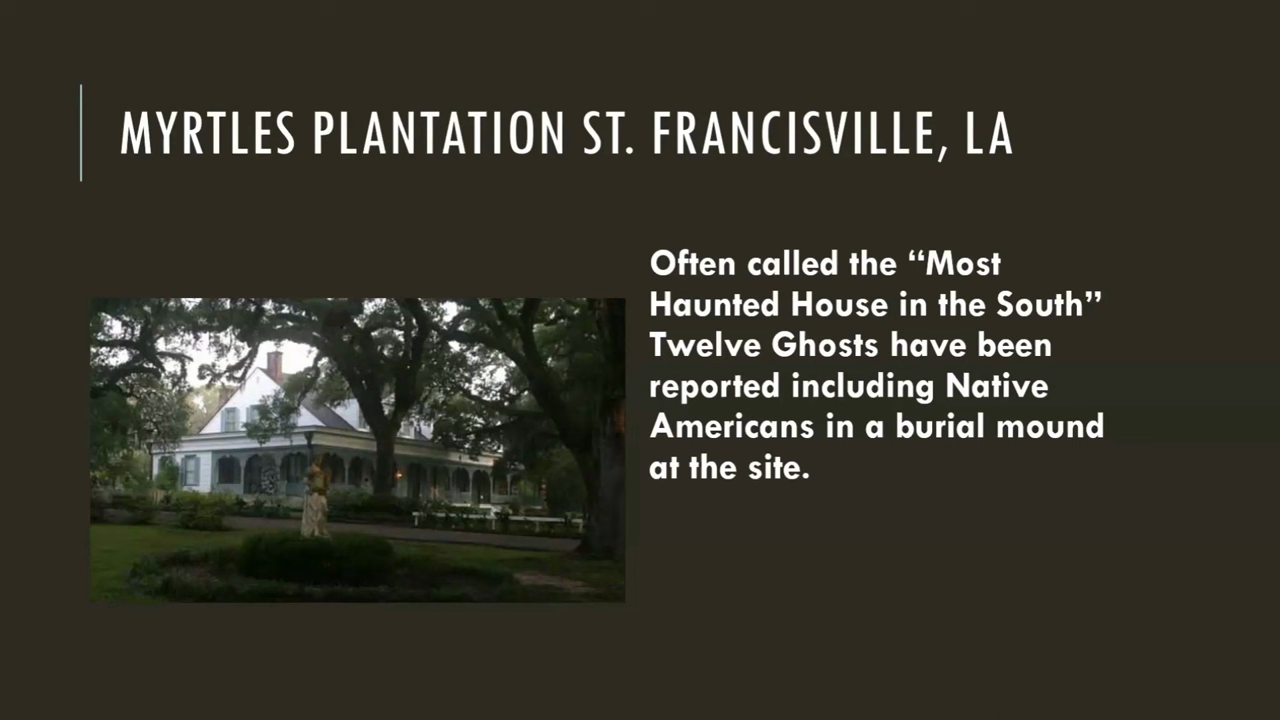 MYRTLES PLANTATION ST. FRANCISVILLE, LA
Often called the “Most
Haunted House in the South”
Twelve Ghosts have been
reported including Native
Americans in a burial mound
at the site.